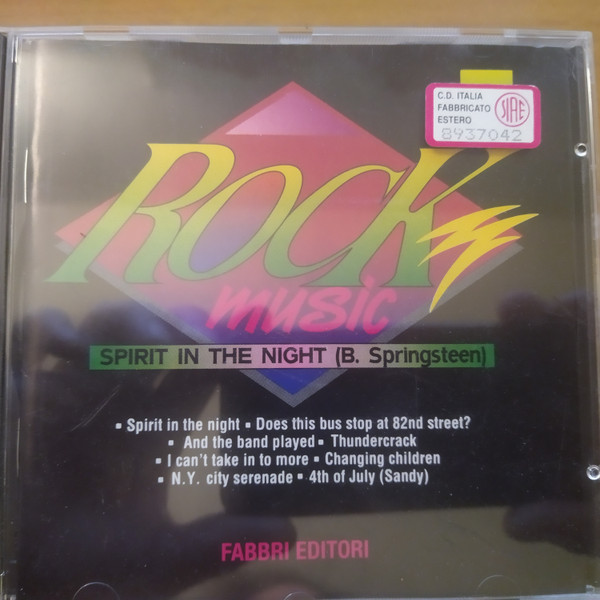 C.D. ITALIA
FABBRICATO
ESTERO
SIAE
8937042
ROCK
music
SPIRIT IN THE NIGHT (B. Springsteen)
▪ Spirit in the night ▪ Does this bus stop at 82nd street?
▪ And the band played ▪ Thundercrack
▪ I can't take in to more ▪ Changing children
▪ N.Y. city serenade ▪ 4th of July (Sandy)
FABBRI EDITORI